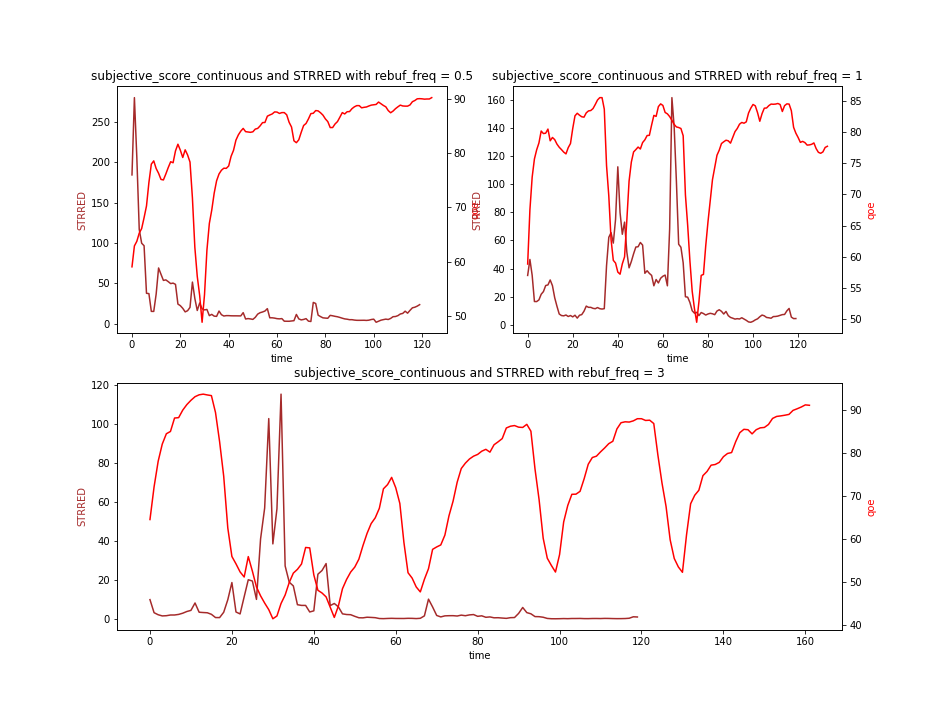 subjective_score_continuous and STRRED with rebuf_freq = 0.5
250
200
150
100
50
0
STRRED
90
80
70
60
50
qoe
0 20 40 60 80 100 120
time
subjective_score_continuous and STRRED with rebuf_freq = 1
160
140
120
100
80
60
40
20
0
STRRED
85
80
75
70
65
60
55
50
qoe
0 20 40 60 80 100 120
time
subjective_score_continuous and STRRED with rebuf_freq = 3
120
100
80
60
40
20
0
STRRED
90
80
70
60
50
40
qoe
0 20 40 60 80 100 120 140 160
time